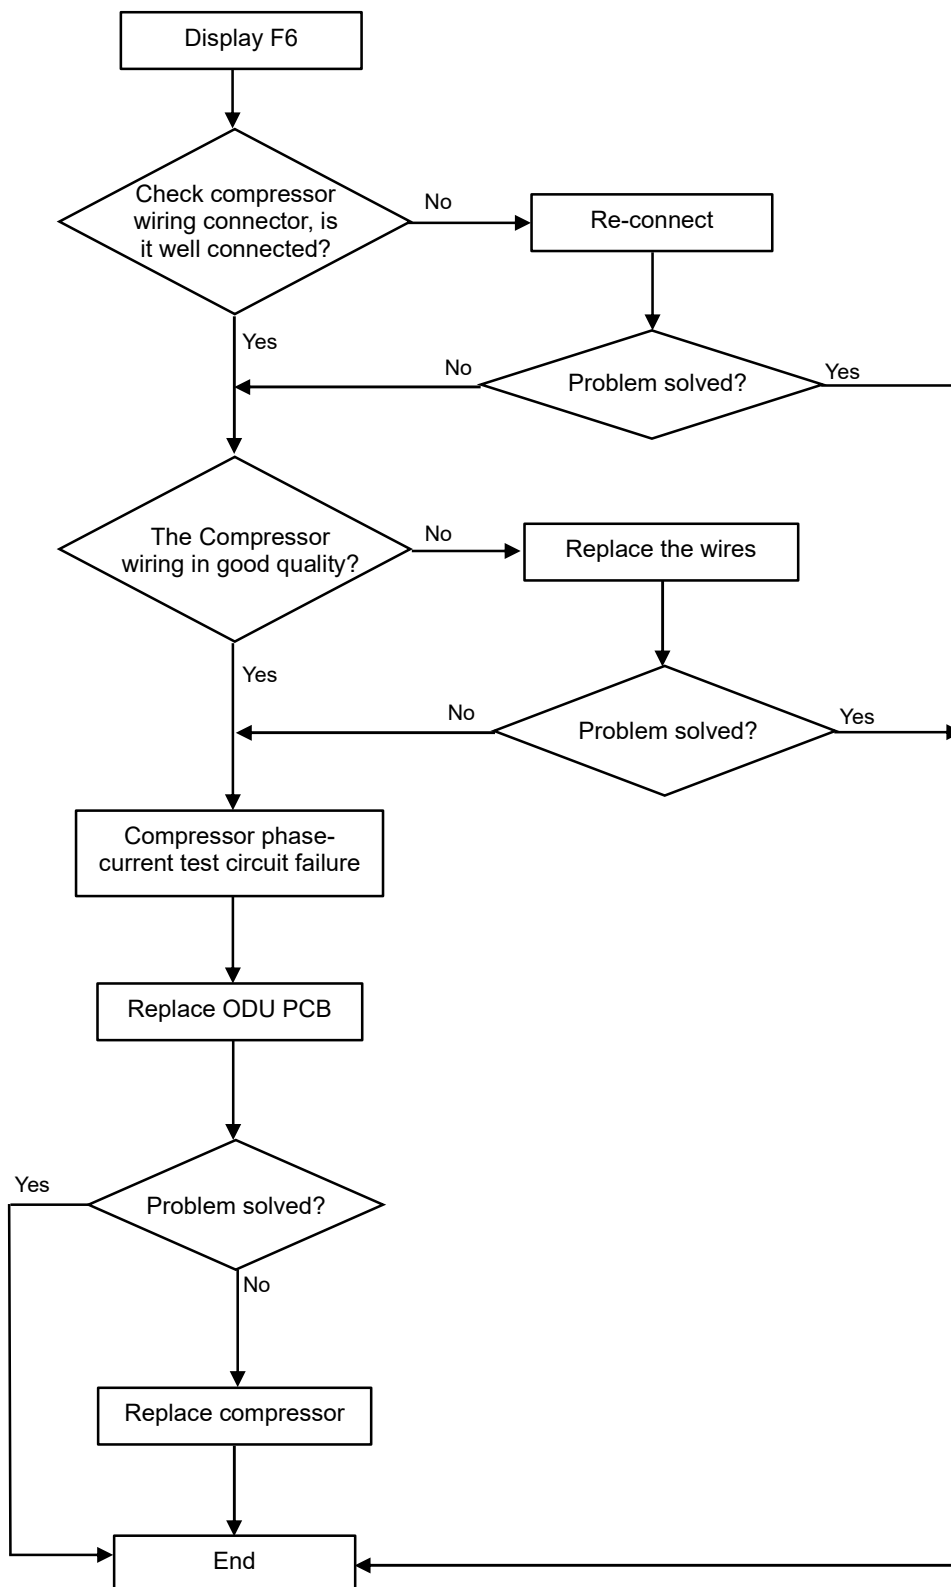 Display F6
Check compressor
wiring connector, is
it well connected?
No
Re-connect
Yes
No
Problem solved?
Yes
The Compressor
wiring in good quality?
No
Replace the wires
Yes
No
Problem solved?
Yes
Compressor phase-
current test circuit failure
Replace ODU PCB
Yes
Problem solved?
No
Replace compressor
End